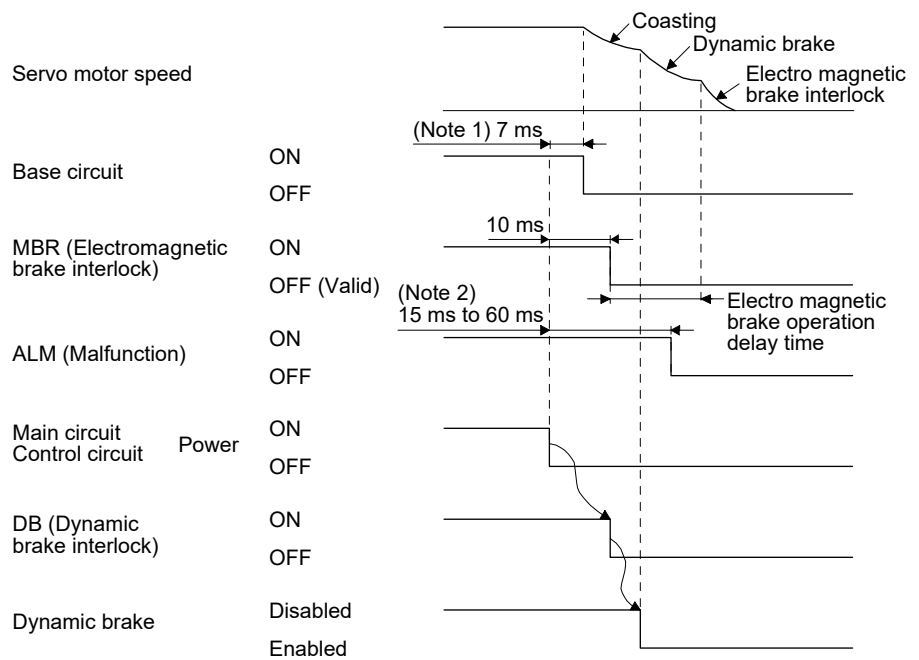 Coasting
Dynamic brake
Servo motor speed
Electro magnetic
brake interlock
(Note 1) 7 ms
Base circuit
ON
OFF
10 ms
MBR (Electromagnetic
brake interlock)
ON
OFF (Valid)
(Note 2)
15 ms to 60 ms
Electro magnetic
brake operation
delay time
ALM (Malfunction)
ON
OFF
Main circuit
Control circuit
Power
ON
OFF
DB (Dynamic
brake interlock)
ON
OFF
Dynamic brake
Disabled
Enabled